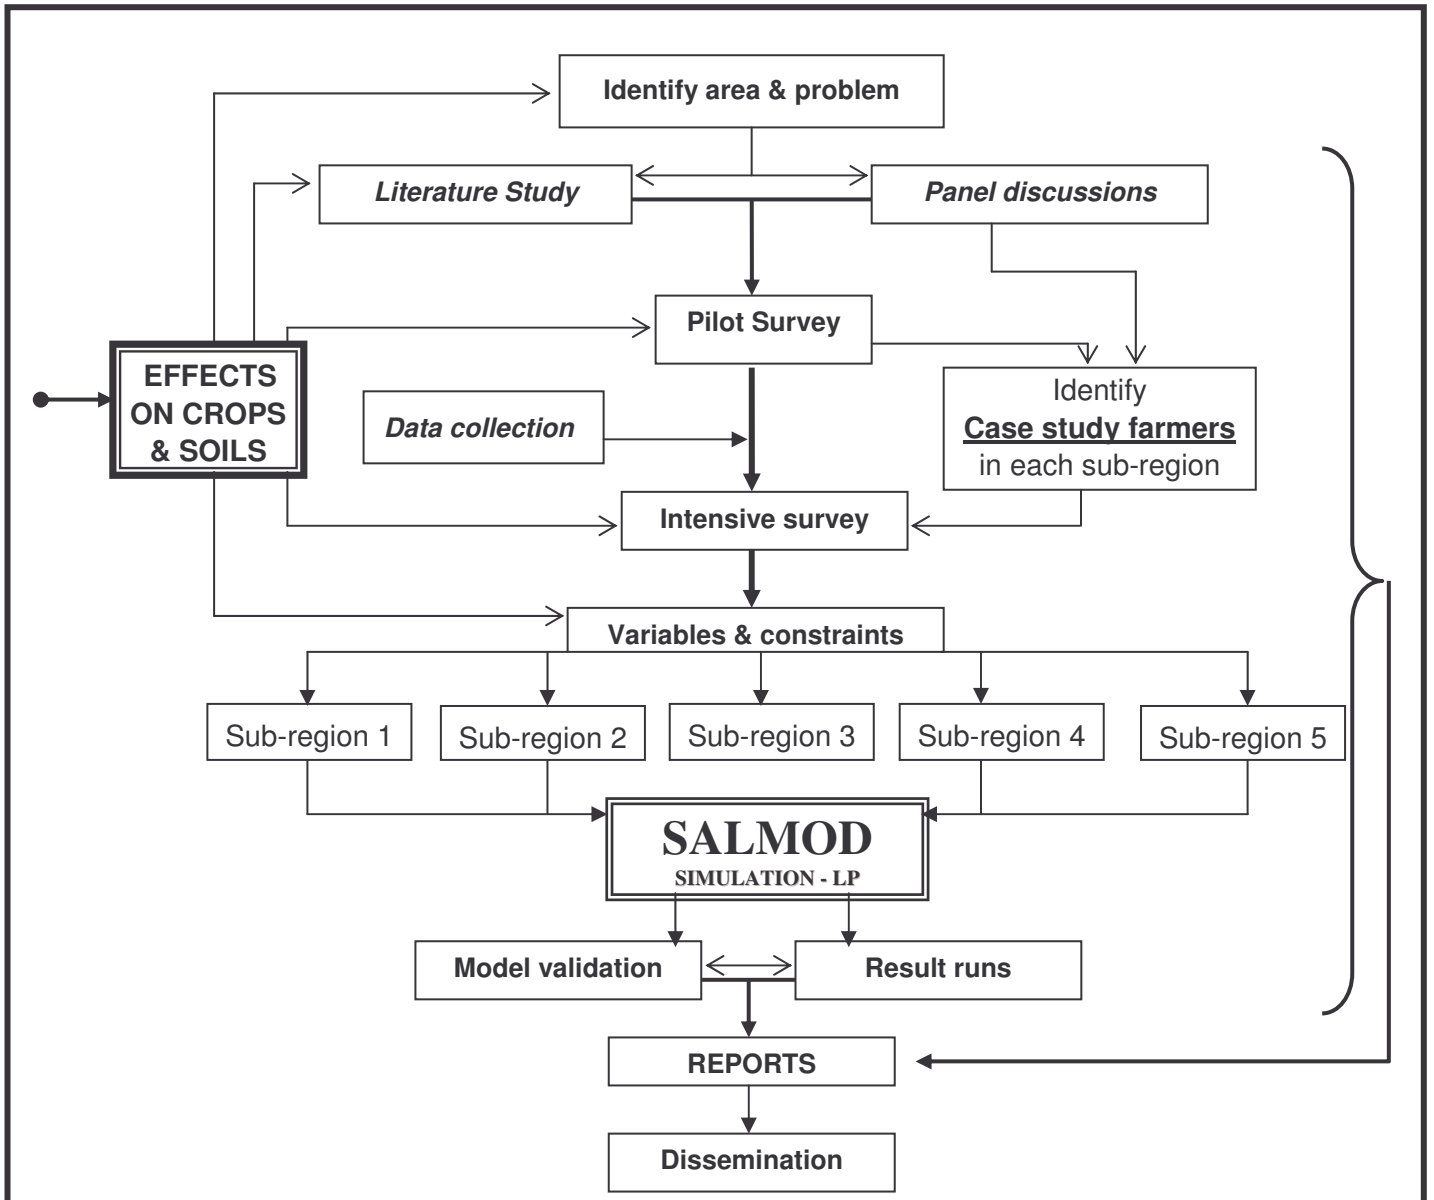 Identify area & problem
Literature Study
Panel discussions
Pilot Survey
EFFECTS
ON CROPS
& SOILS
Identify
Case study farmers
in each sub-region
Data collection
Intensive survey
Variables & constraints
Sub-region 1
Sub-region 2
Sub-region 3
Sub-region 4
Sub-region 5
SALMOD
SIMULATION - LP
Model validation
Result runs
REPORTS
Dissemination